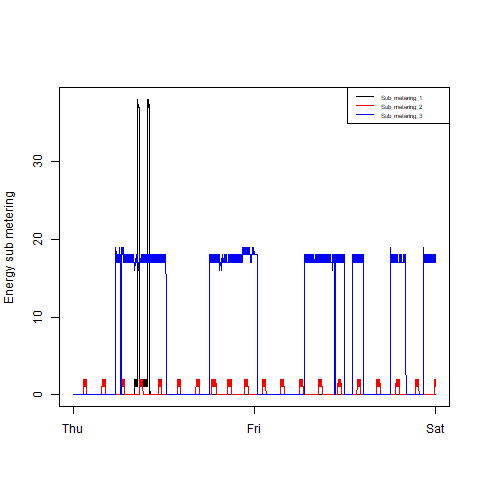 Sub_metering_1
Sub_metering_2
Sub_metering_3
Energy sub metering
30
20
10
0
Thu Fri Sat